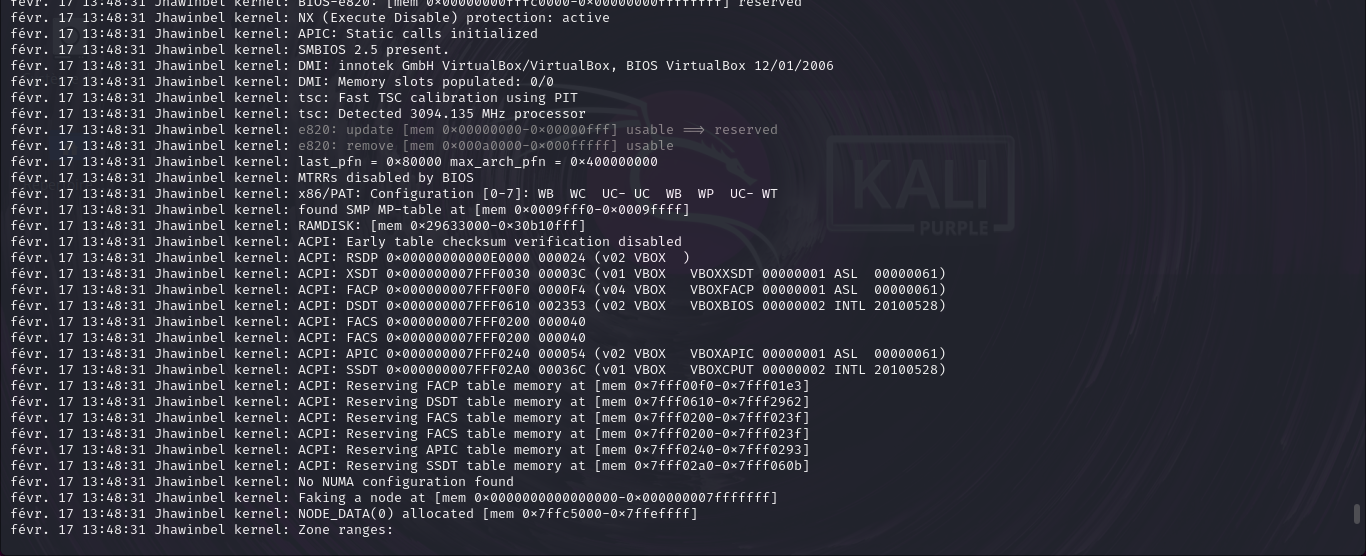 févr. 17 13:48:31 Jhawinbel kernel: BIOS-e820: [mem 0×00000000fffc0000-0×00000000ffffffff] reserved
févr. 17 13:48:31 Jhawinbel kernel: NX (Execute Disable) protection: active
févr. 17 13:48:31 Jhawinbel kernel: APIC: Static calls initialized
févr. 17 13:48:31 Jhawinbel kernel: SMBIOS 2.5 present.
févr. 17 13:48:31 Jhawinbel kernel: DMI: innotek GmbH VirtualBox/VirtualBox, BIOS VirtualBox 12/01/2006
févr. 17 13:48:31 Jhawinbel kernel: DMI: Memory slots populated: 0/0
févr. 17 13:48:31 Jhawinbel kernel: tsc: Fast TSC calibration using PIT
févr. 17 13:48:31 Jhawinbel kernel: tsc: Detected 3094.135 MHz processor
févr. 17 13:48:31 Jhawinbel kernel: e820: update [mem 0×00000000-0×00000fff] usable ⟹ reserved
févr. 17 13:48:31 Jhawinbel kernel: e820: remove [mem 0×000a0000-0×000fffff] usable
févr. 17 13:48:31 Jhawinbel kernel: last_pfn = 0×80000 max_arch_pfn = 0×400000000
févr. 17 13:48:31 Jhawinbel kernel: MTRRs disabled by BIOS
févr. 17 13:48:31 Jhawinbel kernel: x86/PAT: Configuration [0-7]: WB  WC  UC- UC  WB  WP  UC- WT
févr. 17 13:48:31 Jhawinbel kernel: found SMP MP-table at [mem 0×0009fff0-0×0009ffff]
févr. 17 13:48:31 Jhawinbel kernel: RAMDISK: [mem 0×29633000-0×30b10fff]
févr. 17 13:48:31 Jhawinbel kernel: ACPI: Early table checksum verification disabled
févr. 17 13:48:31 Jhawinbel kernel: ACPI: RSDP 0×00000000000E0000 000024 (v02 VBOX  )
févr. 17 13:48:31 Jhawinbel kernel: ACPI: XSDT 0×000000007FFF0030 00003C (v01 VBOX   VBOXXSDT 00000001 ASL  00000061)
févr. 17 13:48:31 Jhawinbel kernel: ACPI: FACP 0×000000007FFF00F0 0000F4 (v04 VBOX   VBOXFACP 00000001 ASL  00000061)
févr. 17 13:48:31 Jhawinbel kernel: ACPI: DSDT 0×000000007FFF0610 002353 (v02 VBOX   VBOXBIOS 00000002 INTL 20100528)
févr. 17 13:48:31 Jhawinbel kernel: ACPI: FACS 0×000000007FFF0200 000040
févr. 17 13:48:31 Jhawinbel kernel: ACPI: FACS 0×000000007FFF0200 000040
févr. 17 13:48:31 Jhawinbel kernel: ACPI: APIC 0×000000007FFF0240 000054 (v02 VBOX   VBOXAPIC 00000001 ASL  00000061)
févr. 17 13:48:31 Jhawinbel kernel: ACPI: SSDT 0×000000007FFF02A0 00036C (v01 VBOX   VBOXCPUT 00000002 INTL 20100528)
févr. 17 13:48:31 Jhawinbel kernel: ACPI: Reserving FACP table memory at [mem 0×7fff00f0-0×7fff01e3]
févr. 17 13:48:31 Jhawinbel kernel: ACPI: Reserving DSDT table memory at [mem 0×7fff0610-0×7fff2962]
févr. 17 13:48:31 Jhawinbel kernel: ACPI: Reserving FACS table memory at [mem 0×7fff0200-0×7fff023f]
févr. 17 13:48:31 Jhawinbel kernel: ACPI: Reserving FACS table memory at [mem 0×7fff0200-0×7fff023f]
févr. 17 13:48:31 Jhawinbel kernel: ACPI: Reserving APIC table memory at [mem 0×7fff0240-0×7fff0293]
févr. 17 13:48:31 Jhawinbel kernel: ACPI: Reserving SSDT table memory at [mem 0×7fff02a0-0×7fff060b]
févr. 17 13:48:31 Jhawinbel kernel: No NUMA configuration found
févr. 17 13:48:31 Jhawinbel kernel: Faking a node at [mem 0×0000000000000000-0×000000007fffffff]
févr. 17 13:48:31 Jhawinbel kernel: NODE_DATA(0) allocated [mem 0×7ffc5000-0×7ffeffff]
févr. 17 13:48:31 Jhawinbel kernel: Zone ranges:
KALI
PURPLE